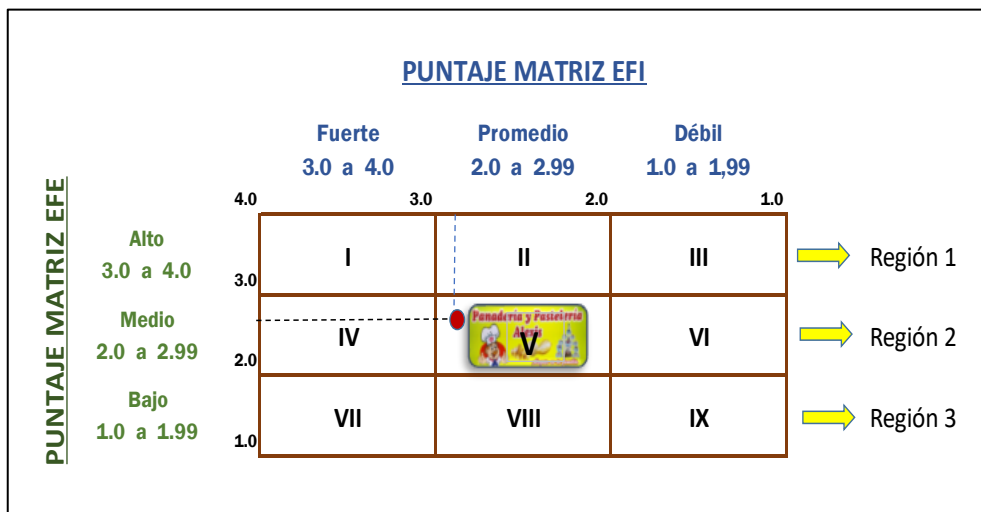 PUNTAJE MATRIZ EFI
Fuerte
3.0 a 4.0
Promedio
2.0 a 2.99
Débil
1.0 a 1,99
4.0
3.0
2.0
1.0
PUNTAJE MATRIZ EFE
Alto
3.0 a 4.0
3.0
I
II
III
Región 1
Medio
2.0 a 2.99
2.0
IV
Panadería y Pastelería
Alexis
V
VI
Región 2
Bajo
1.0 a 1.99
1.0
VII
VIII
IX
Región 3